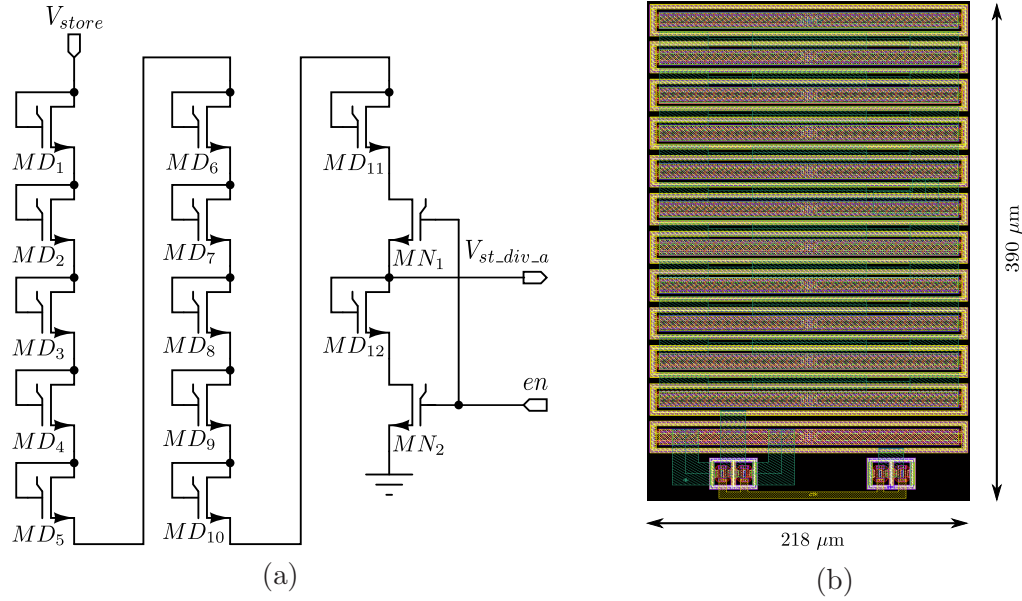 V_store
MD_1
MD_6
MD_11
MD_2
MD_7
MN_1
V_st_div_a
MD_3
MD_8
MD_12
en
MD_4
MD_9
MN_2
MD_5
MD_10
(a)
390 μm
218 μm
(b)